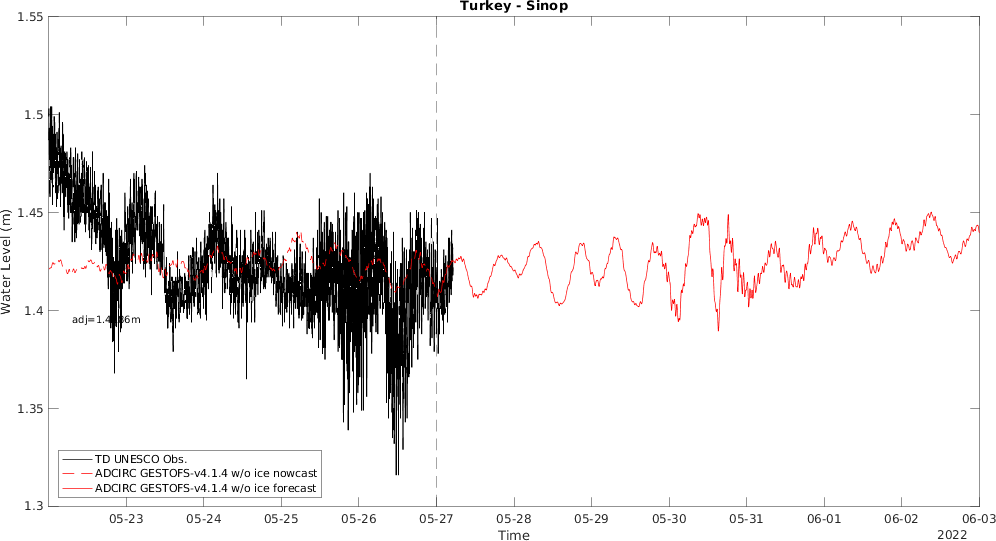 Turkey - Sinop
1.55
1.5
1.45
1.4
1.35
1.3
Water Level (m)
TD UNESCO Obs.
ADCIRC GESTOFS-v4.1.4 w/o ice nowcast
ADCIRC GESTOFS-v4.1.4 w/o ice forecast
05-23 05-24 05-25 05-26 05-27 05-28 05-29 05-30 05-31 06-01 06-02 06-03
Time
2022